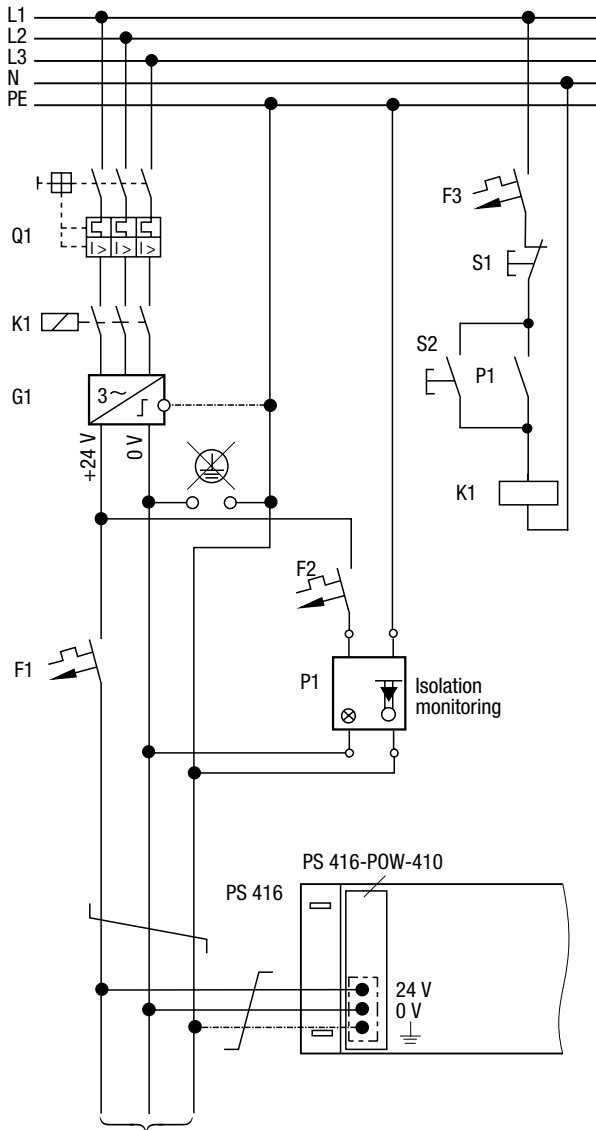 L1
L2
L3
N
PE
F3
Q1
I> I> I>
S1
K1
S2
P1
G1
3~
+24 V
0 V
K1
F2
F1
P1
Isolation
monitoring
PS 416-POW-410
PS 416
24 V
0 V